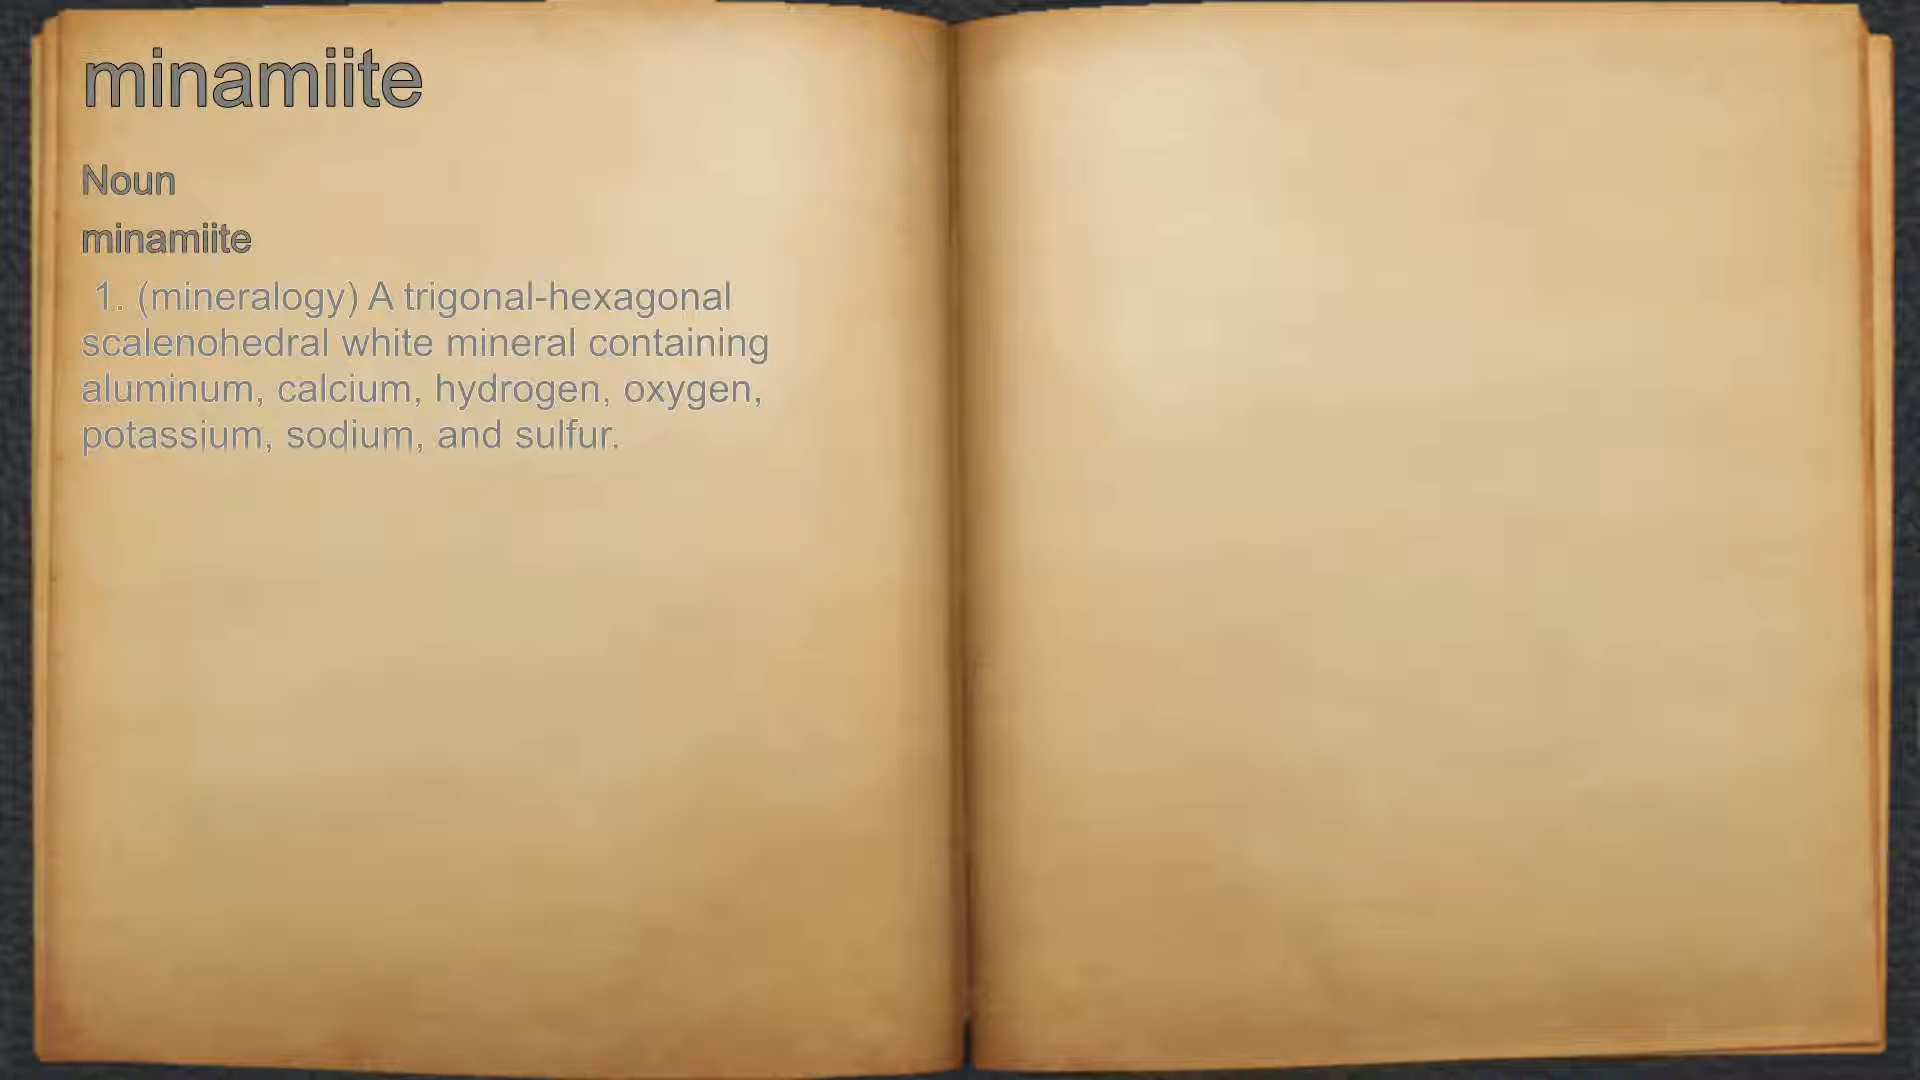 minamiite
Noun
minamiite
1. (mineralogy) A trigonal-hexagonal
scalenohedral white mineral containing
aluminum, calcium, hydrogen, oxygen,
potassium, sodium, and sulfur.